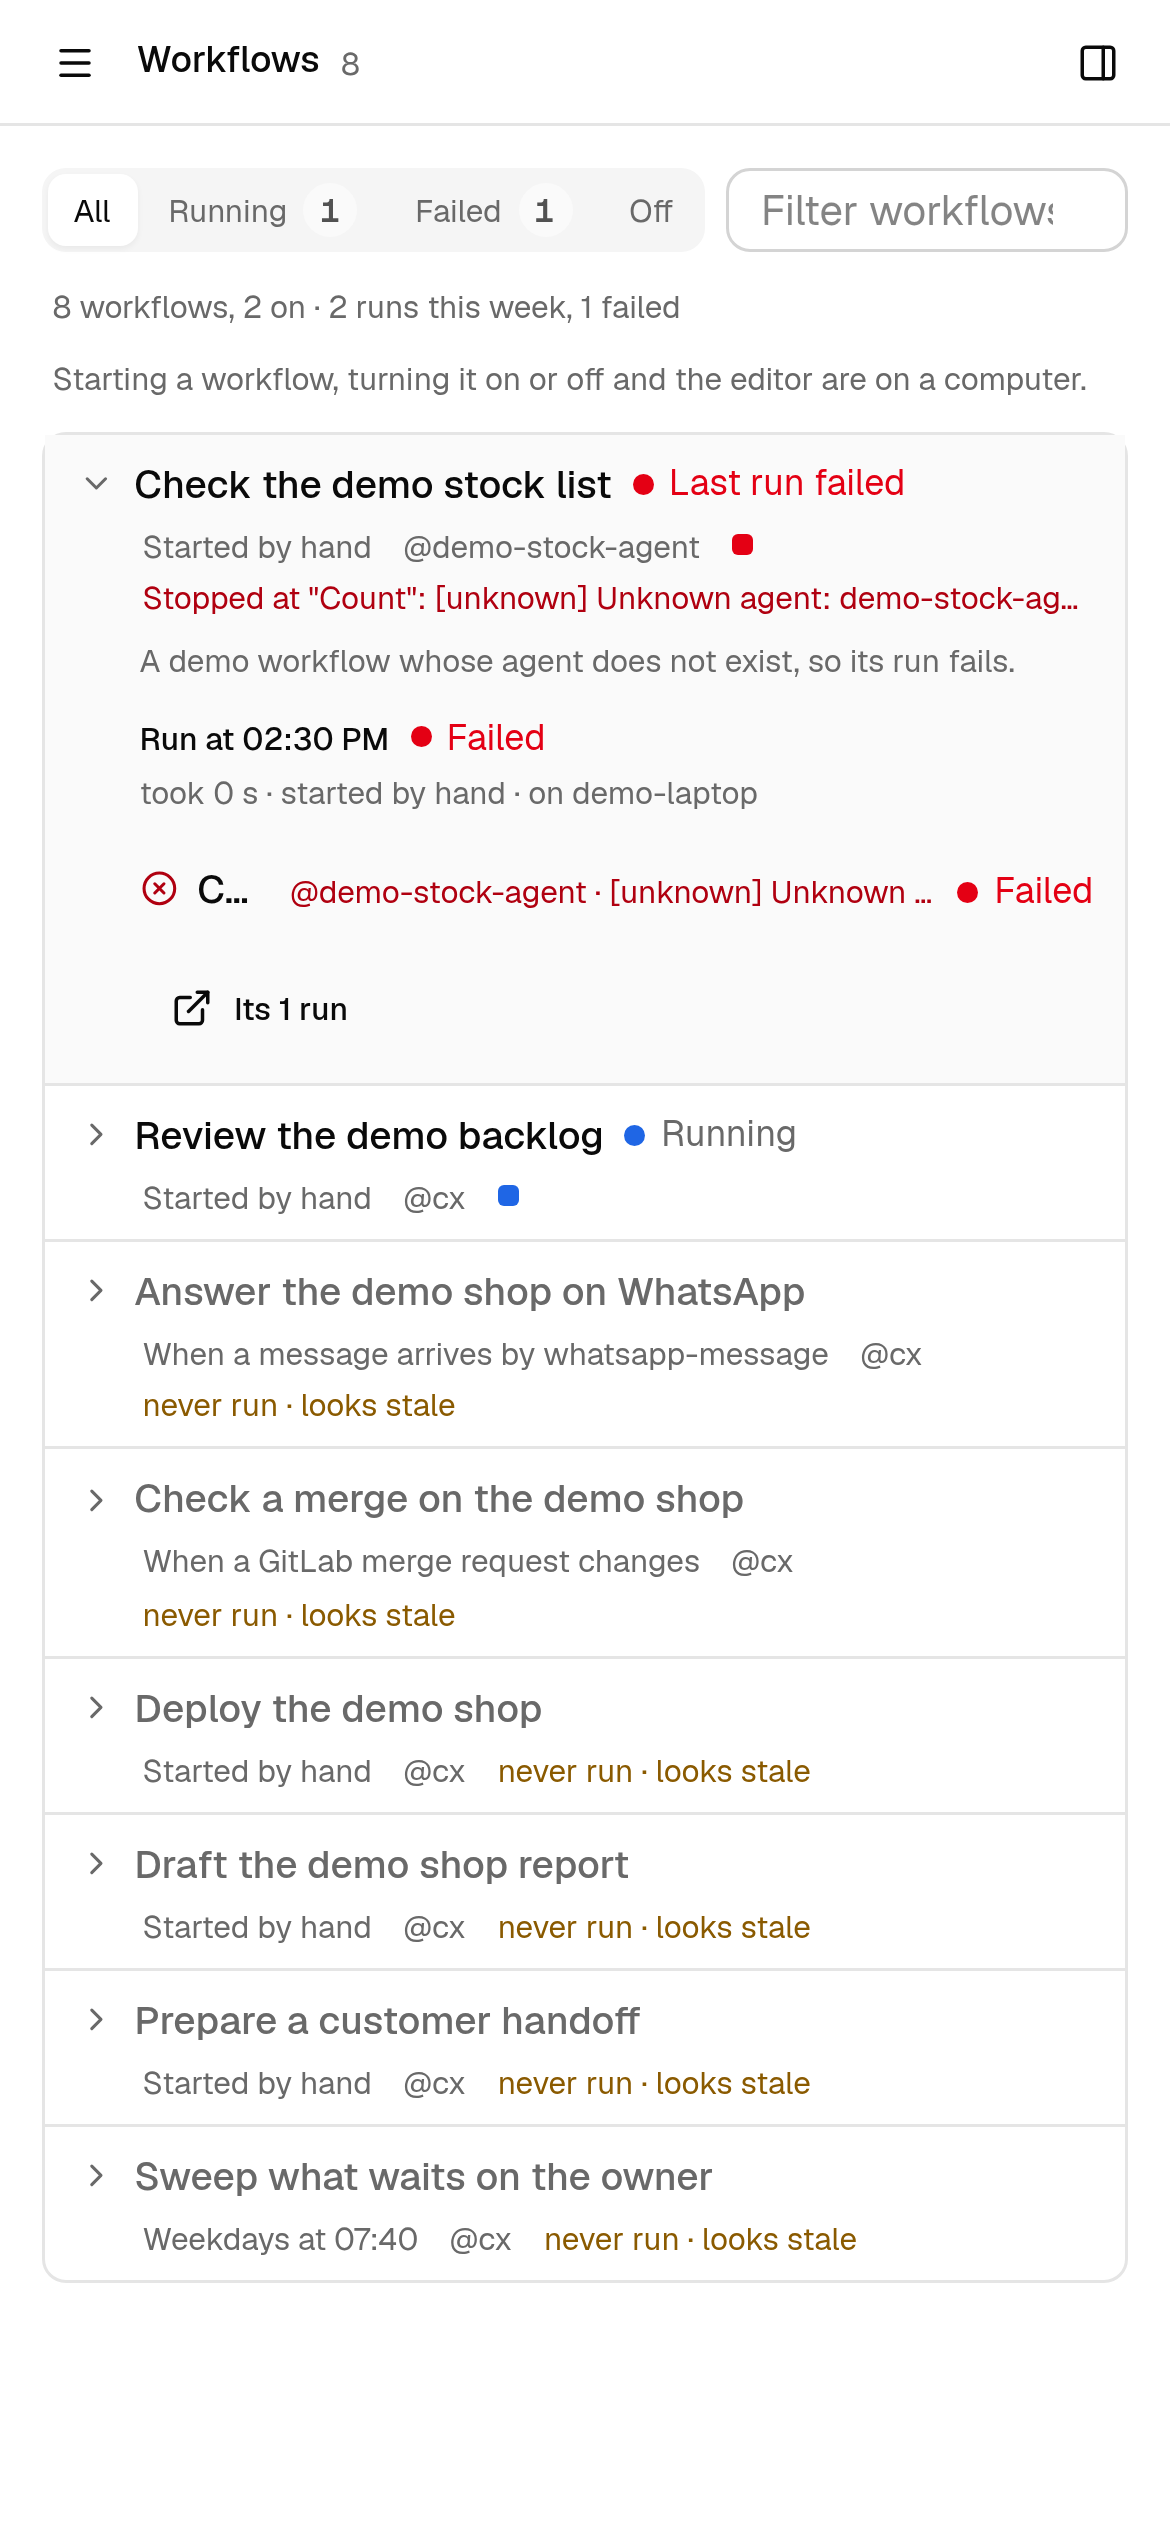 Workflows 8
All Running 1 Failed 1 Off Filter workflows
8 workflows, 2 on · 2 runs this week, 1 failed
Starting a workflow, turning it on or off and the editor are on a computer.
Check the demo stock list Last run failed
Started by hand @demo-stock-agent
Stopped at "Count": [unknown] Unknown agent: demo-stock-ag...
A demo workflow whose agent does not exist, so its run fails.
Run at 02:30 PM Failed
took 0 s · started by hand · on demo-laptop
C... @demo-stock-agent · [unknown] Unknown ... Failed
Its 1 run
Review the demo backlog Running
Started by hand @cx
Answer the demo shop on WhatsApp
When a message arrives by whatsapp-message @cx
never run · looks stale
Check a merge on the demo shop
When a GitLab merge request changes @cx
never run · looks stale
Deploy the demo shop
Started by hand @cx never run · looks stale
Draft the demo shop report
Started by hand @cx never run · looks stale
Prepare a customer handoff
Started by hand @cx never run · looks stale
Sweep what waits on the owner
Weekdays at 07:40 @cx never run · looks stale